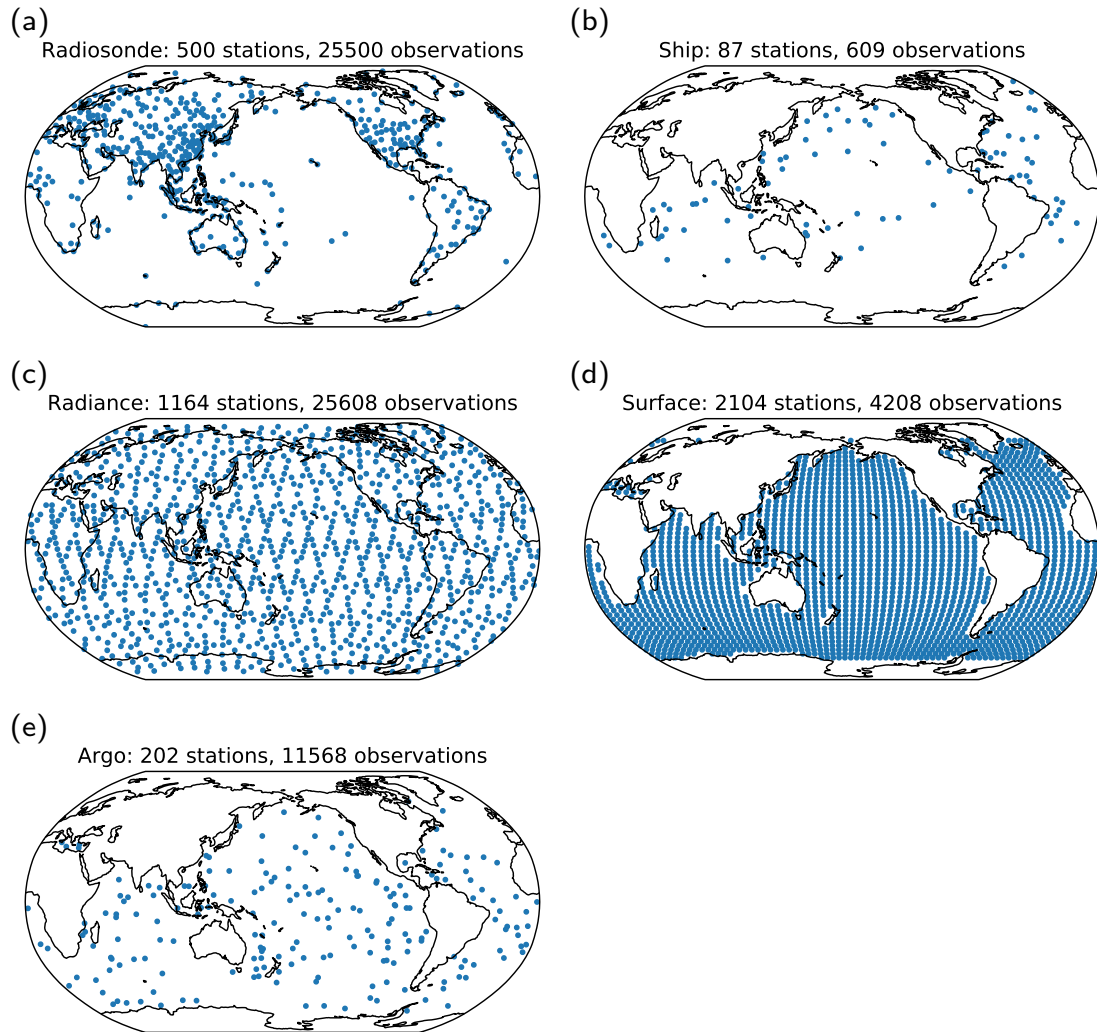 (a)
Radiosonde: 500 stations, 25500 observations
(b)
Ship: 87 stations, 609 observations
(c)
Radiance: 1164 stations, 25608 observations
(d)
Surface: 2104 stations, 4208 observations
(e)
Argo: 202 stations, 11568 observations